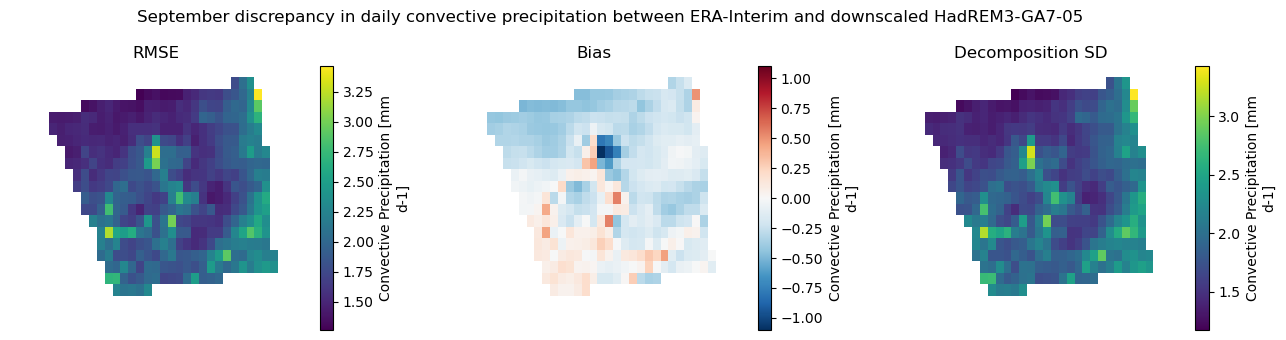 September discrepancy in daily convective precipitation between ERA-Interim and downscaled HadREM3-GA7-05
RMSE
3.25
3.00
2.75
2.50
2.25
2.00
1.75
1.50
Convective Precipitation [mm
d-1]
Bias
1.00
0.75
0.50
0.25
0.00
−0.25
−0.50
−0.75
−1.00
Convective Precipitation [mm
d-1]
Decomposition SD
3.0
2.5
2.0
1.5
Convective Precipitation [mm
d-1]